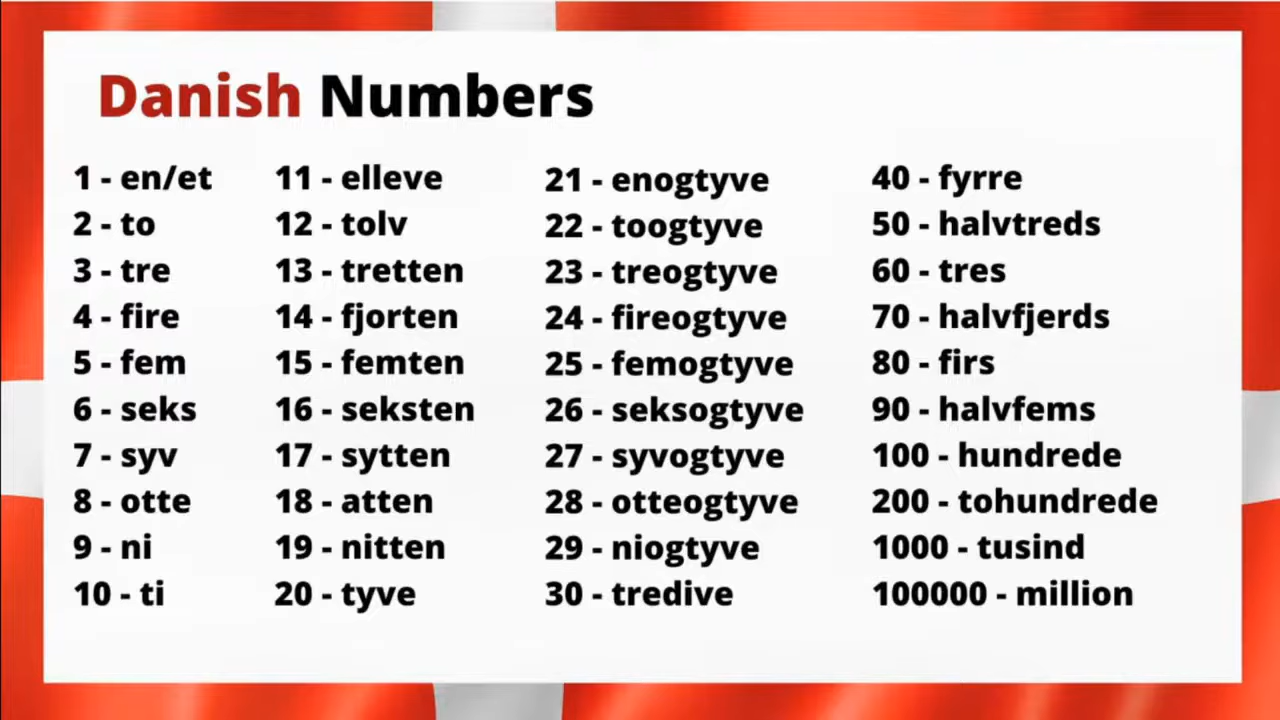 Danish Numbers
1 - en/et
2 - to
3 - tre
4 - fire
5 - fem
6 - seks
7 - syv
8 - otte
9 - ni
10 - ti
11 - elleve
12 - tolv
13 - tretten
14 - fjorten
15 - femten
16 - seksten
17 - sytten
18 - atten
19 - nitten
20 - tyve
21 - enogtyve
22 - toogtyve
23 - treogtyve
24 - fireogtyve
25 - femogtyve
26 - seksogtyve
27 - syvogtyve
28 - otteogtyve
29 - niogtyve
30 - tredive
40 - fyrre
50 - halvtreds
60 - tres
70 - halvfjerds
80 - firs
90 - halvfems
100 - hundrede
200 - tohundrede
1000 - tusind
100000 - million